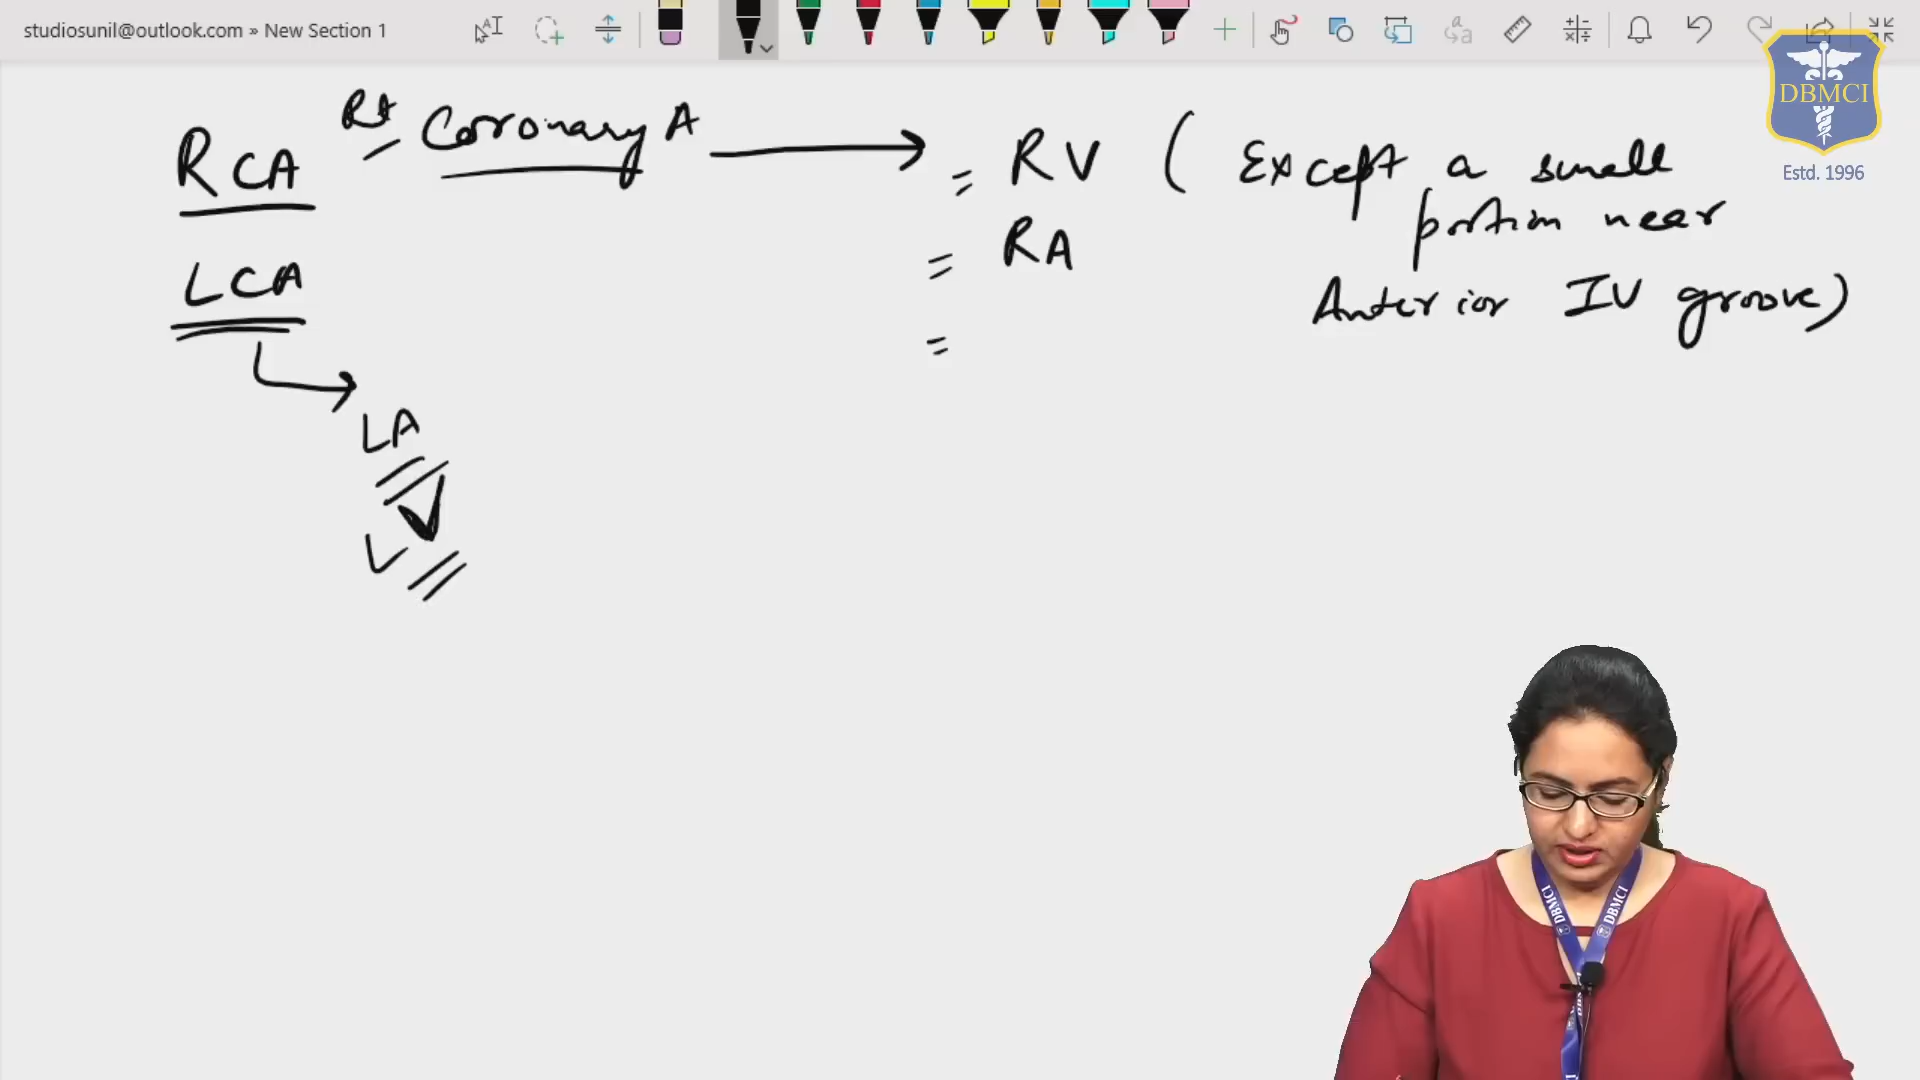 studiosunil@outlook.com » New Section 1
DBMCI
Estd. 1996
RCA Rt Coronary A → = RV ( Except a small
portion near
Anterior IV groove)
= RA
=
LCA
LA
LV
DBMCI
DBMCI